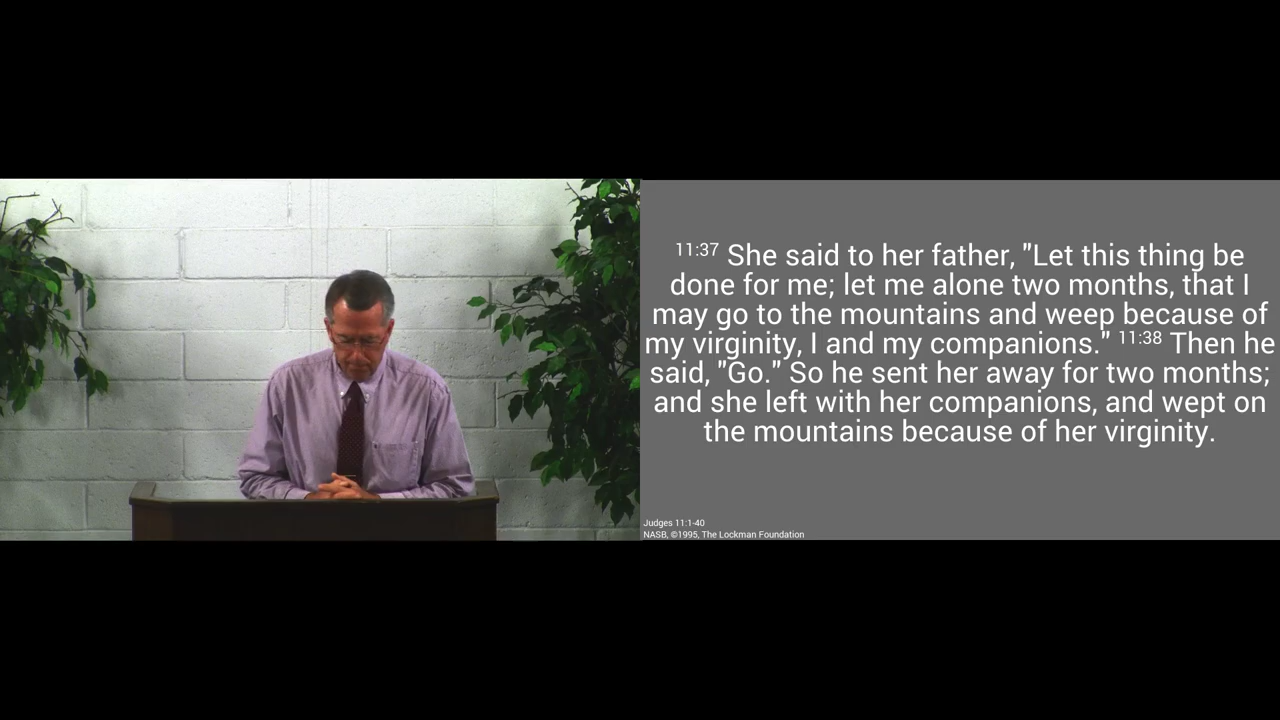 11:37 She said to her father, "Let this thing be
done for me; let me alone two months, that I
may go to the mountains and weep because of
my virginity, I and my companions." 11:38 Then he
said, "Go." So he sent her away for two months;
and she left with her companions, and wept on
the mountains because of her virginity.
Judges 11:1-40
NASB, ©1995, The Lockman Foundation